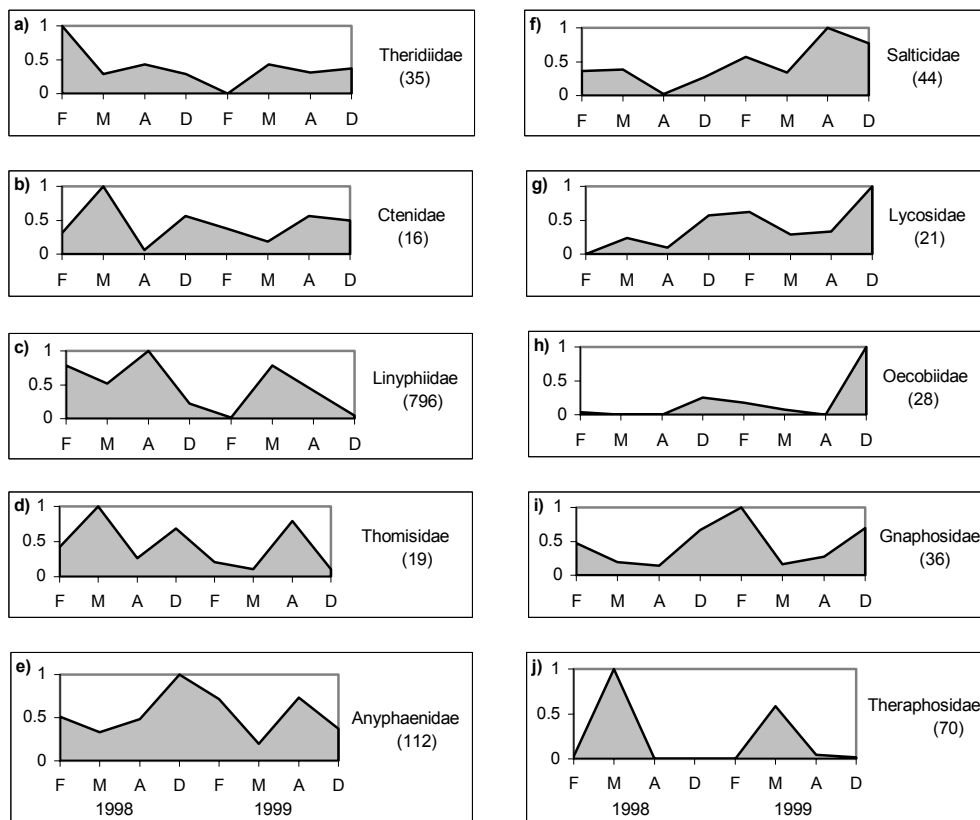 a)
1
0.5
0
F M A D F M A D
Theridiidae
(35)
b)
1
0.5
0
F M A D F M A D
Ctenidae
(16)
c)
1
0.5
0
F M A D F M A D
Linyphiidae
(796)
d)
1
0.5
0
F M A D F M A D
Thomisidae
(19)
e)
1
0.5
0
F M A D F M A D
1998 1999
Anyphaenidae
(112)
f)
1
0.5
0
F M A D F M A D
Salticidae
(44)
g)
1
0.5
0
F M A D F M A D
Lycosidae
(21)
h)
1
0.5
0
F M A D F M A D
Oecobiidae
(28)
i)
1
0.5
0
F M A D F M A D
Gnaphosidae
(36)
j)
1
0.5
0
F M A D F M A D
1998 1999
Theraphosidae
(70)